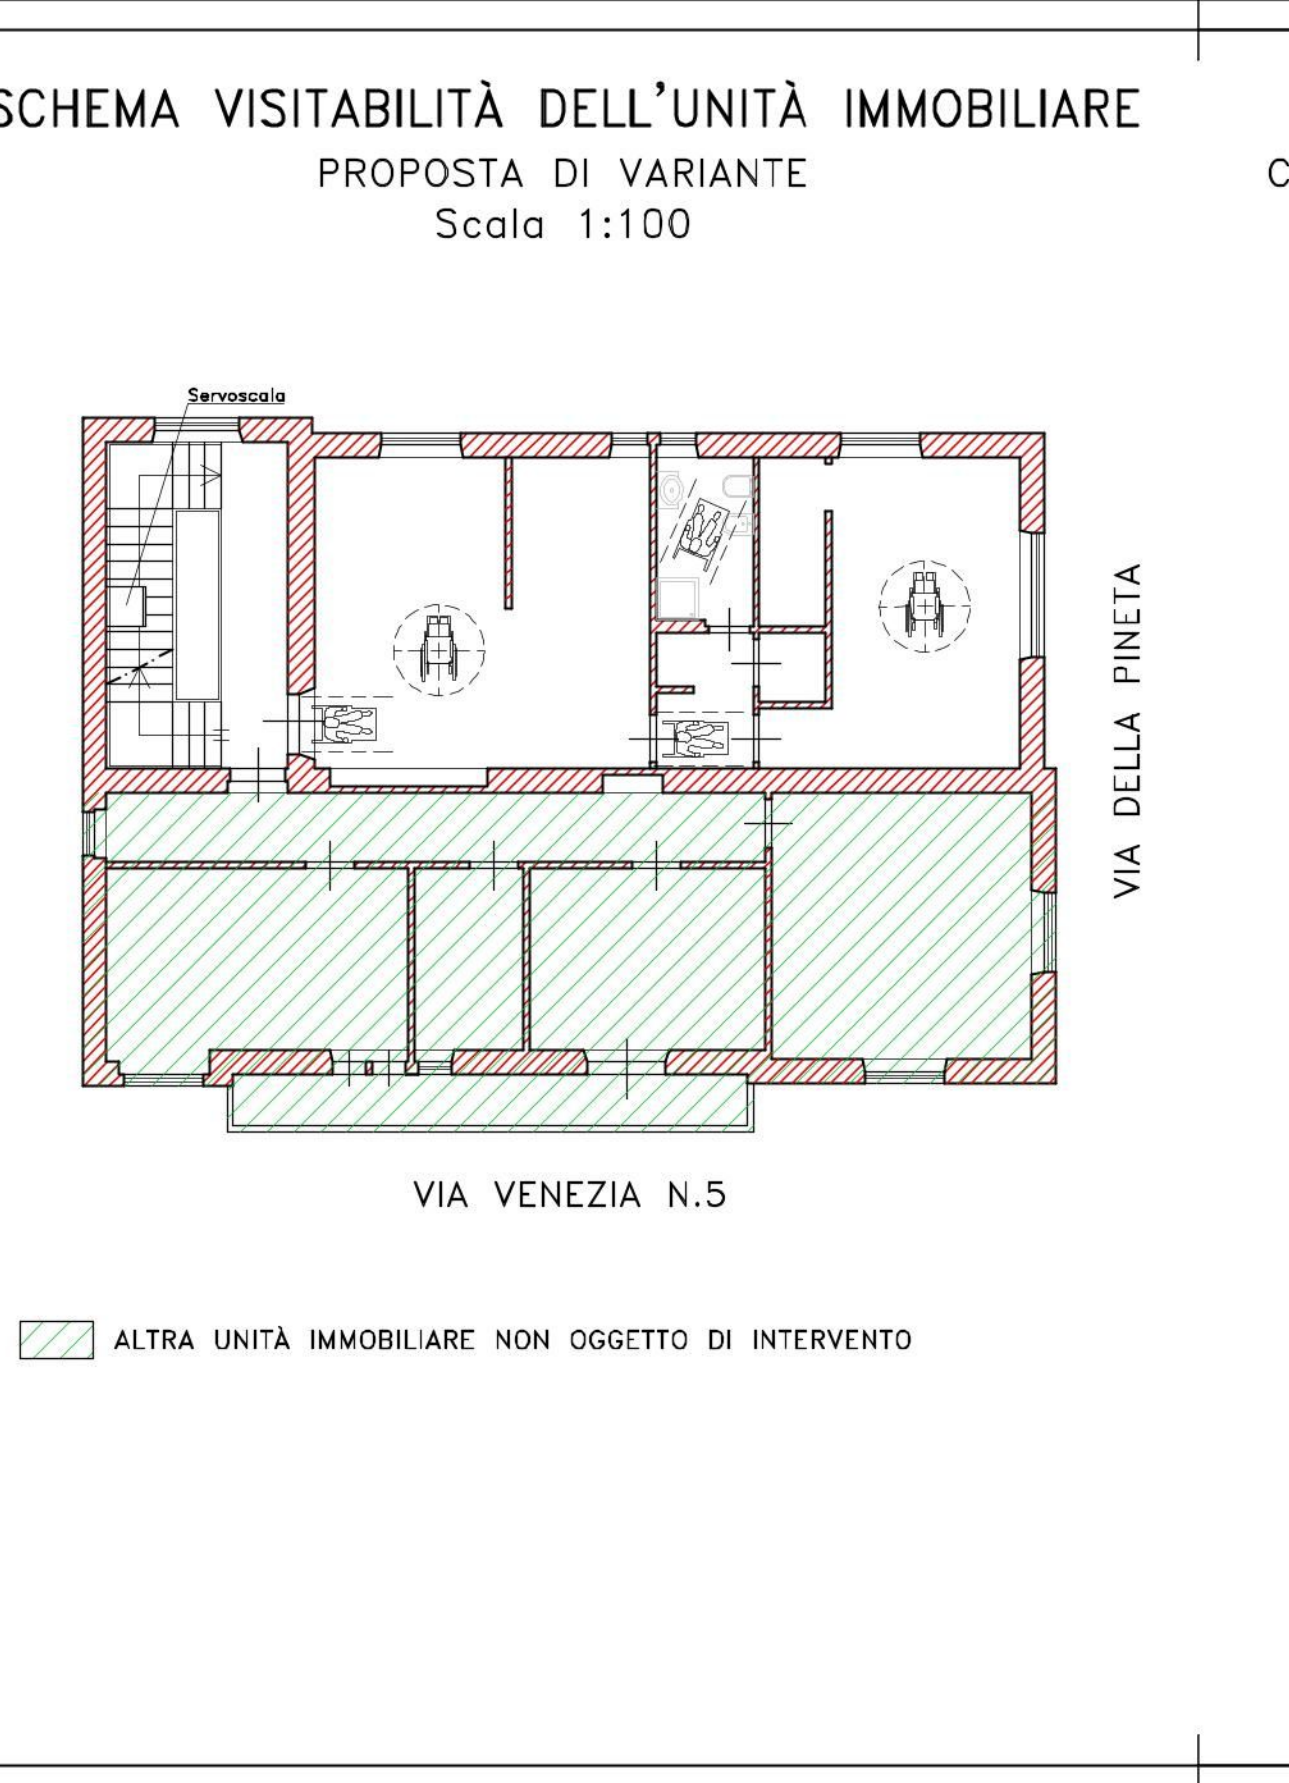 SCHEMA VISITABILITÀ DELL'UNITÀ IMMOBILIARE
PROPOSTA DI VARIANTE
Scala 1:100
Servoscala
VIA DELLA PINETA
VIA VENEZIA N.5
ALTRA UNITÀ IMMOBILIARE NON OGGETTO DI INTERVENTO